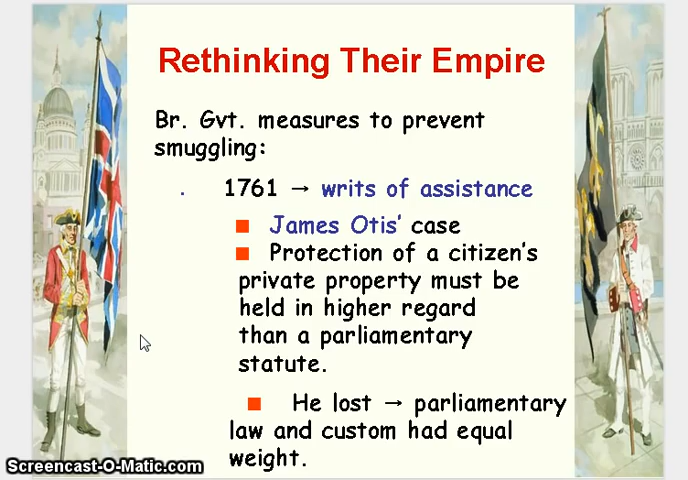 Rethinking Their Empire
Br. Gvt. measures to prevent
smuggling:
. 1761 → writs of assistance
■ James Otis’ case
■ Protection of a citizen’s
private property must be
held in higher regard
than a parliamentary
statute.
■ He lost → parliamentary
law and custom had equal
weight.
Screencast-O-Matic.com